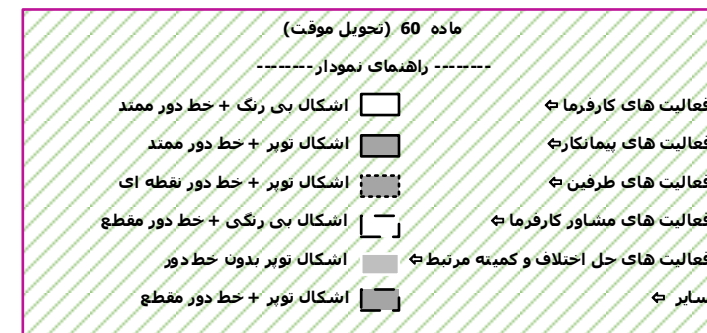 ماده 60 (تحویل موقت)
-------- راهنمای نمودار--------
فعالیت های کارفرما ⇦ اشکال بی رنگ + خط دور ممتد
فعالیت های پیمانکار⇦ اشکال توپر + خط دور ممتد
فعالیت های طرفین ⇦ اشکال توپر + خط دور نقطه ای
فعالیت های مشاور کارفرما ⇦ اشکال بی رنگی + خط دور مقطع
فعالیت های حل اختلاف و کمیته مرتبط⇦ اشکال توپر بدون خط دور
سایر ⇦ اشکال توپر + خط دور مقطع